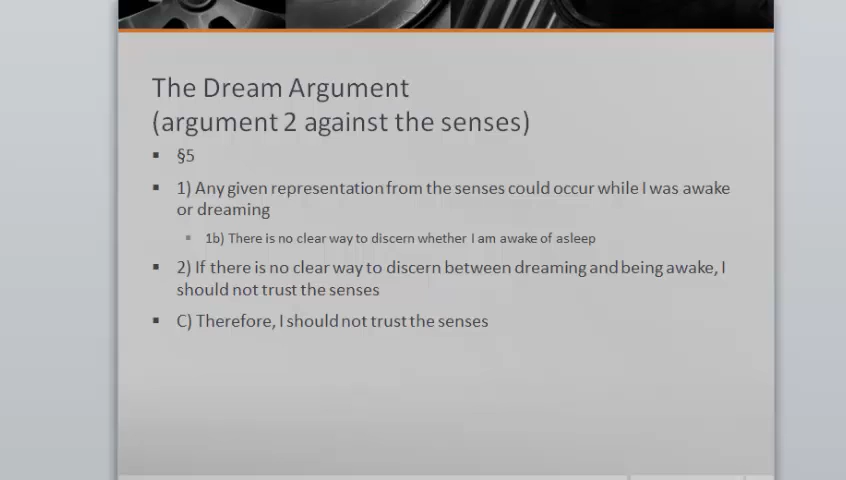 The Dream Argument
(argument 2 against the senses)
▪ §5
▪ 1) Any given representation from the senses could occur while I was awake
or dreaming
▪ 1b) There is no clear way to discern whether I am awake of asleep
▪ 2) If there is no clear way to discern between dreaming and being awake, I
should not trust the senses
▪ C) Therefore, I should not trust the senses